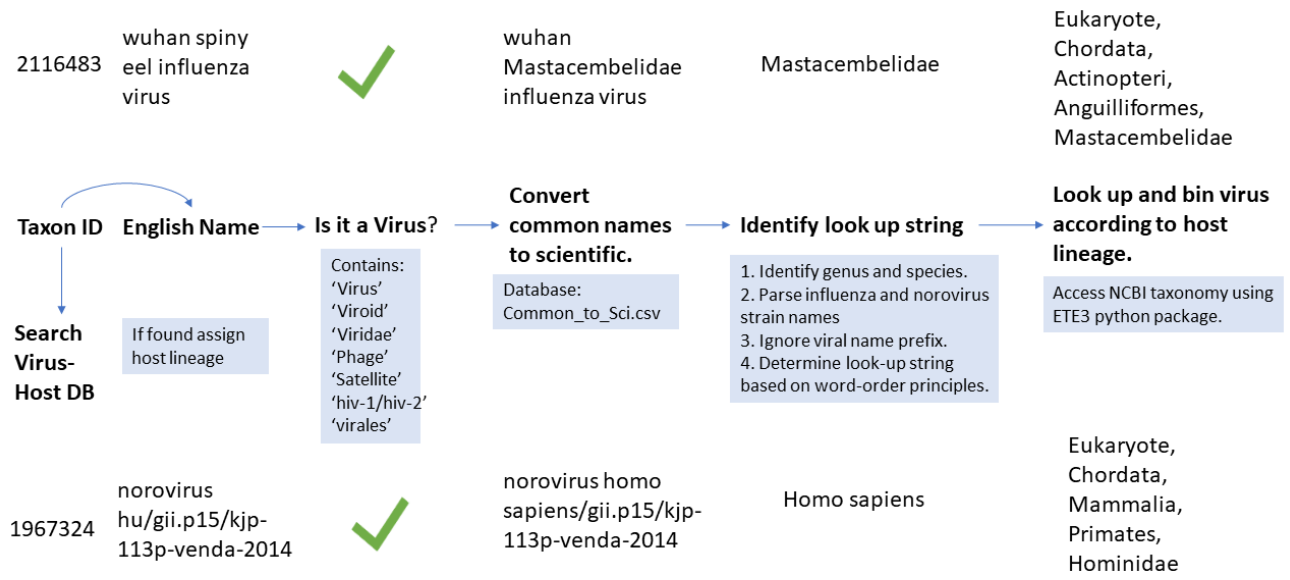 2116483
wuhan spiny
eel influenza
virus
wuhan
Mastacembelidae
influenza virus
Mastacembelidae
Eukaryote,
Chordata,
Actinopteri,
Anguilliformes,
Mastacembelidae
Taxon ID
English Name
Is it a Virus?
Convert
common names
to scientific.
Identify look up string
Look up and bin virus
according to host
lineage.
Search
Virus-
Host DB
If found assign
host lineage
Contains:
‘Virus’
‘Viroid’
‘Viridae’
‘Phage’
‘Satellite’
‘hiv-1/hiv-2’
‘virales’
Database:
Common_to_Sci.csv
1. Identify genus and species.
2. Parse influenza and norovirus
strain names
3. Ignore viral name prefix.
4. Determine look-up string
based on word-order principles.
Access NCBI taxonomy using
ETE3 python package.
1967324
norovirus
hu/gii.p15/kjp-
113p-venda-2014
norovirus homo
sapiens/gii.p15/kjp-
113p-venda-2014
Homo sapiens
Eukaryote,
Chordata,
Mammalia,
Primates,
Hominidae